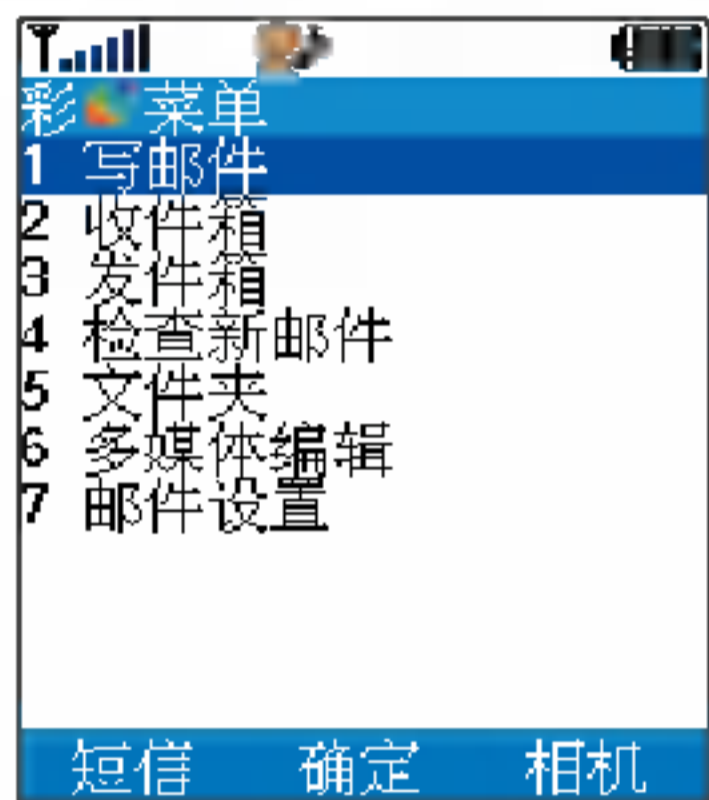 彩 菜单
1 写邮件
2 收件箱
3 发件箱
4 检查新邮件
5 文件夹
6 多媒体编辑
7 邮件设置
短信 确定 相机